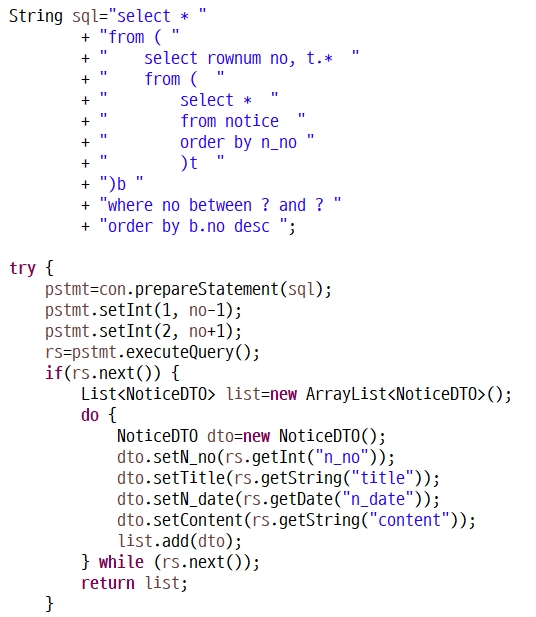 String sql="select * "
+ "from ( "
+ "    select rownum no, t.*  "
+ "    from (  "
+ "        select *  "
+ "        from notice  "
+ "        order by n_no "
+ "        )t  "
+ ")b "
+ "where no between ? and ? "
+ "order by b.no desc ";
try {
pstmt=con.prepareStatement(sql);
pstmt.setInt(1, no-1);
pstmt.setInt(2, no+1);
rs=pstmt.executeQuery();
if(rs.next()) {
List<NoticeDTO> list=new ArrayList<NoticeDTO>();
do {
NoticeDTO dto=new NoticeDTO();
dto.setN_no(rs.getInt("n_no"));
dto.setTitle(rs.getString("title"));
dto.setN_date(rs.getDate("n_date"));
dto.setContent(rs.getString("content"));
list.add(dto);
} while (rs.next());
return list;
}